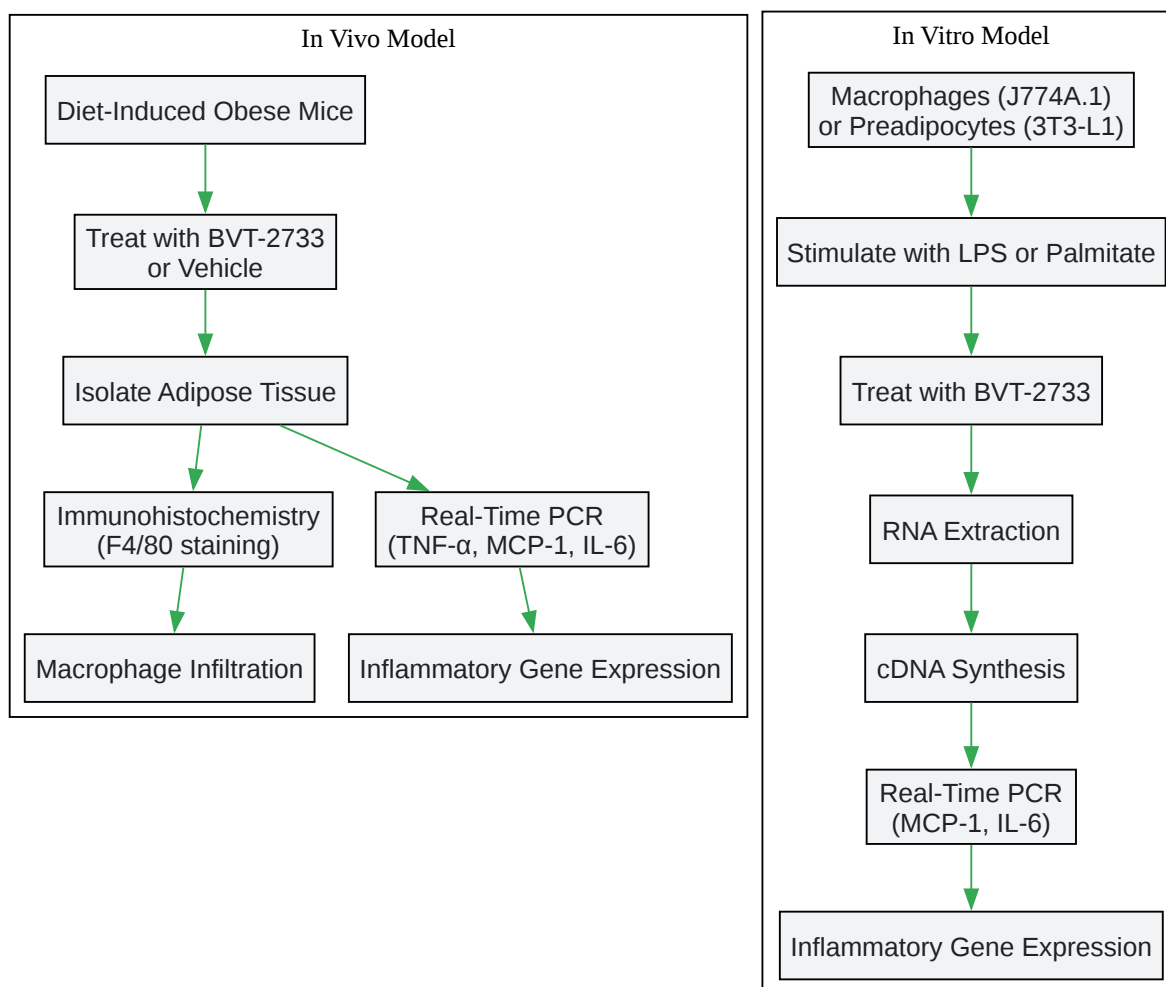 In Vivo Model
Diet-Induced Obese Mice
Treat with BVT-2733
or Vehicle
Isolate Adipose Tissue
Immunohistochemistry
(F4/80 staining)
Real-Time PCR
(TNF-α, MCP-1, IL-6)
Macrophage Infiltration
Inflammatory Gene Expression
In Vitro Model
Macrophages (J774A.1)
or Preadipocytes (3T3-L1)
Stimulate with LPS or Palmitate
Treat with BVT-2733
RNA Extraction
cDNA Synthesis
Real-Time PCR
(MCP-1, IL-6)
Inflammatory Gene Expression